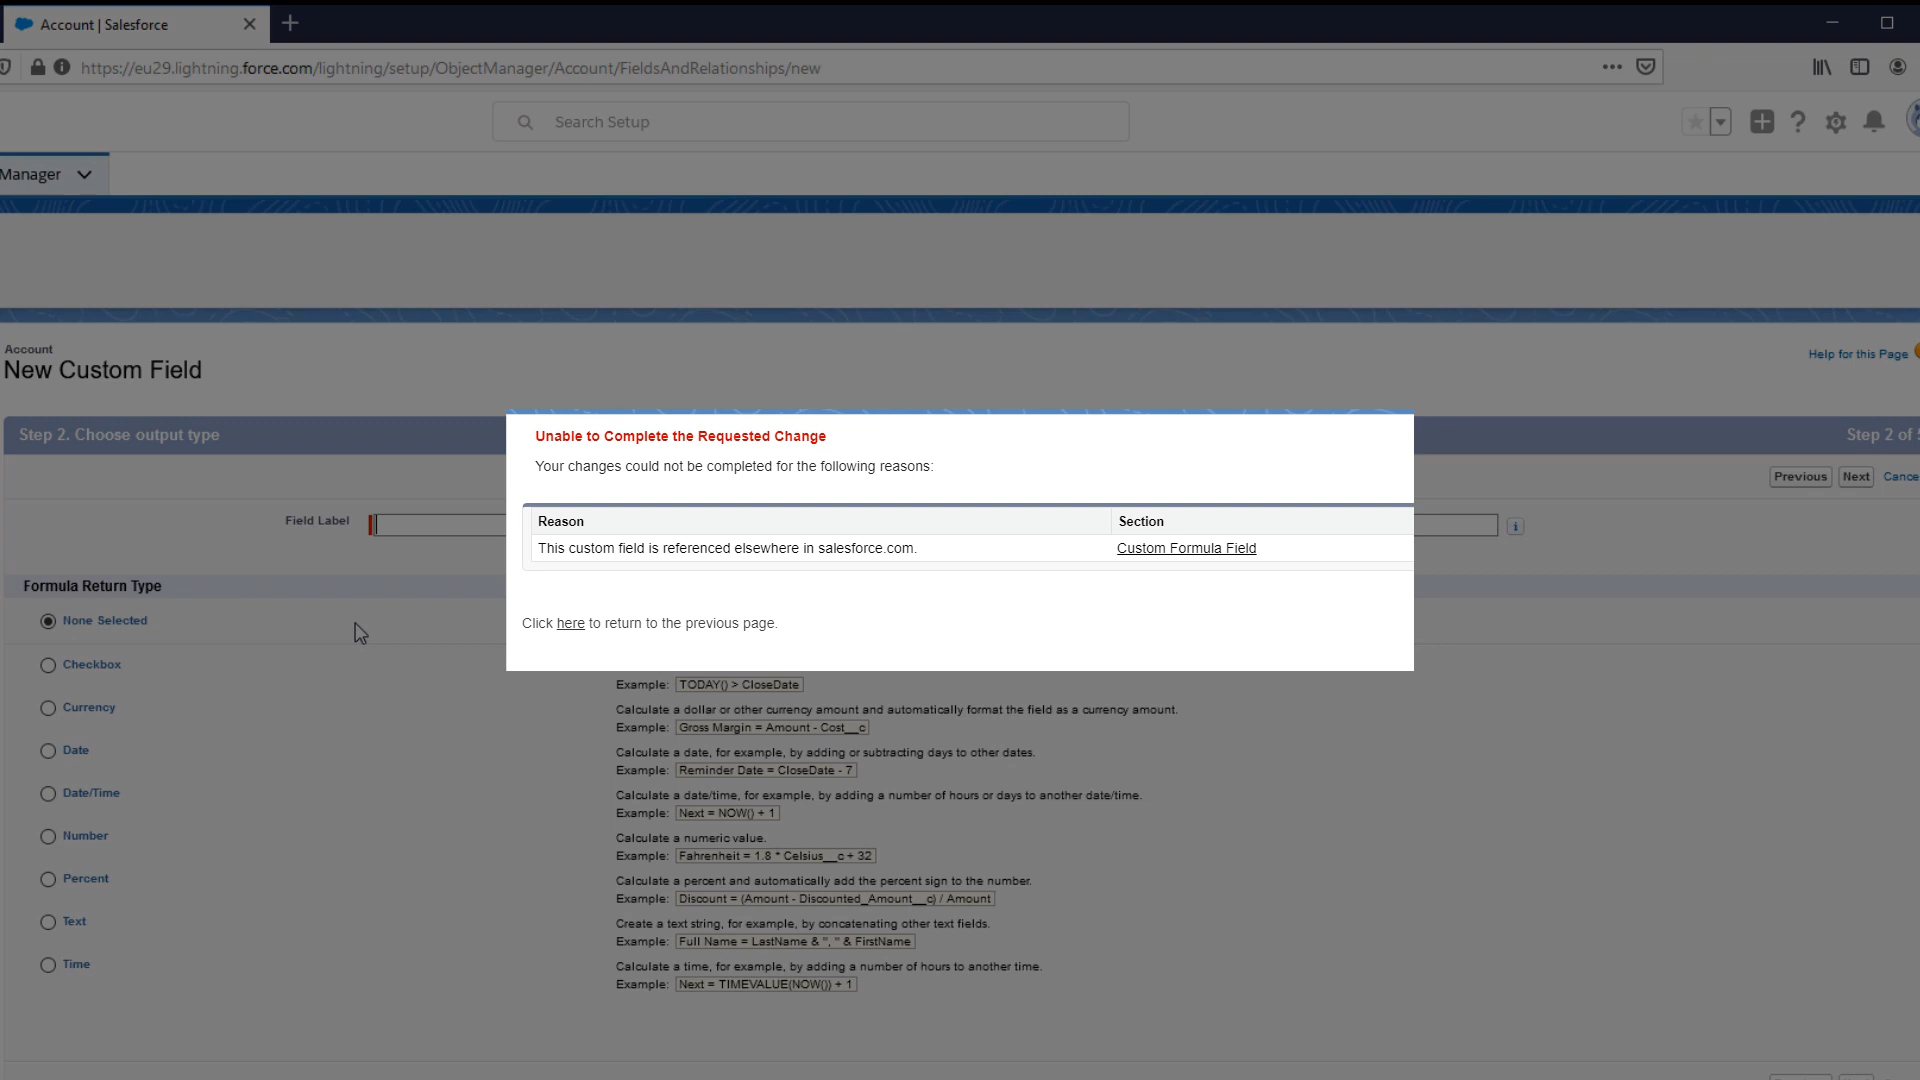 Account | Salesforce
https://eu29.lightning.force.com/lightning/setup/ObjectManager/Account/FieldsAndRelationships/new
Search Setup
Manager
Account
New Custom Field
Help for this Page
Step 2. Choose output type
Step 2 of 5
Previous
Next
Cance
Field Label
Unable to Complete the Requested Change
Your changes could not be completed for the following reasons:
Reason
Section
This custom field is referenced elsewhere in salesforce.com.
Custom Formula Field
Click here to return to the previous page.
Formula Return Type
None Selected
Checkbox
Example: TODAY() > CloseDate
Currency
Calculate a dollar or other currency amount and automatically format the field as a currency amount.
Example: Gross Margin = Amount - Cost__c
Date
Calculate a date, for example, by adding or subtracting days to other dates.
Example: Reminder Date = CloseDate - 7
Date/Time
Calculate a date/time, for example, by adding a number of hours or days to another date/time.
Example: Next = NOW() + 1
Number
Calculate a numeric value.
Example: Fahrenheit = 1.8 * Celsius__c + 32
Percent
Calculate a percent and automatically add the percent sign to the number.
Example: Discount = (Amount - Discounted_Amount__c) / Amount
Text
Create a text string, for example, by concatenating other text fields.
Example: Full Name = LastName & ", " & FirstName
Time
Calculate a time, for example, by adding a number of hours to another time.
Example: Next = TIMEVALUE(NOW()) + 1